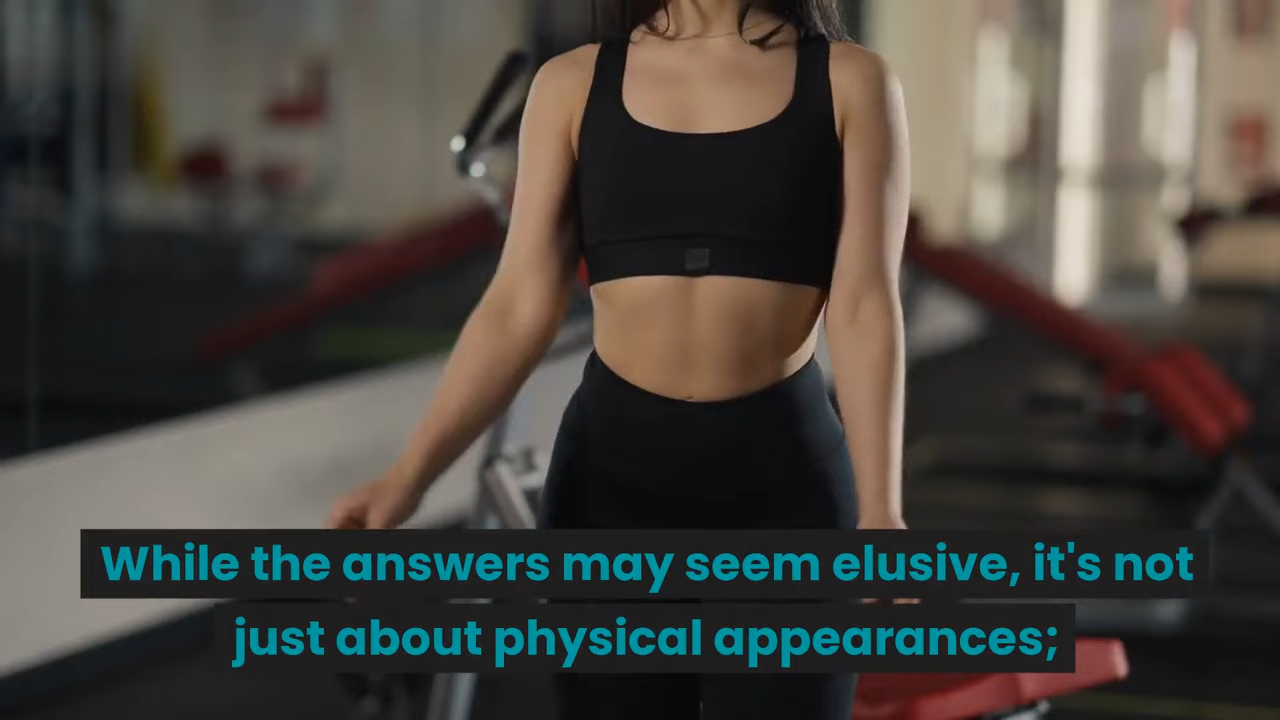 While the answers may seem elusive, it's not
just about physical appearances;